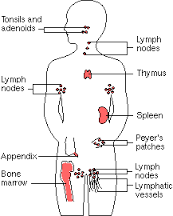 Tonsils and
adenoids
Lymph
nodes
Thymus
Lymph
nodes
Spleen
Peyer's
patches
Appendix
Bone
marrow
Lymph
nodes
Lymphatic
vessels